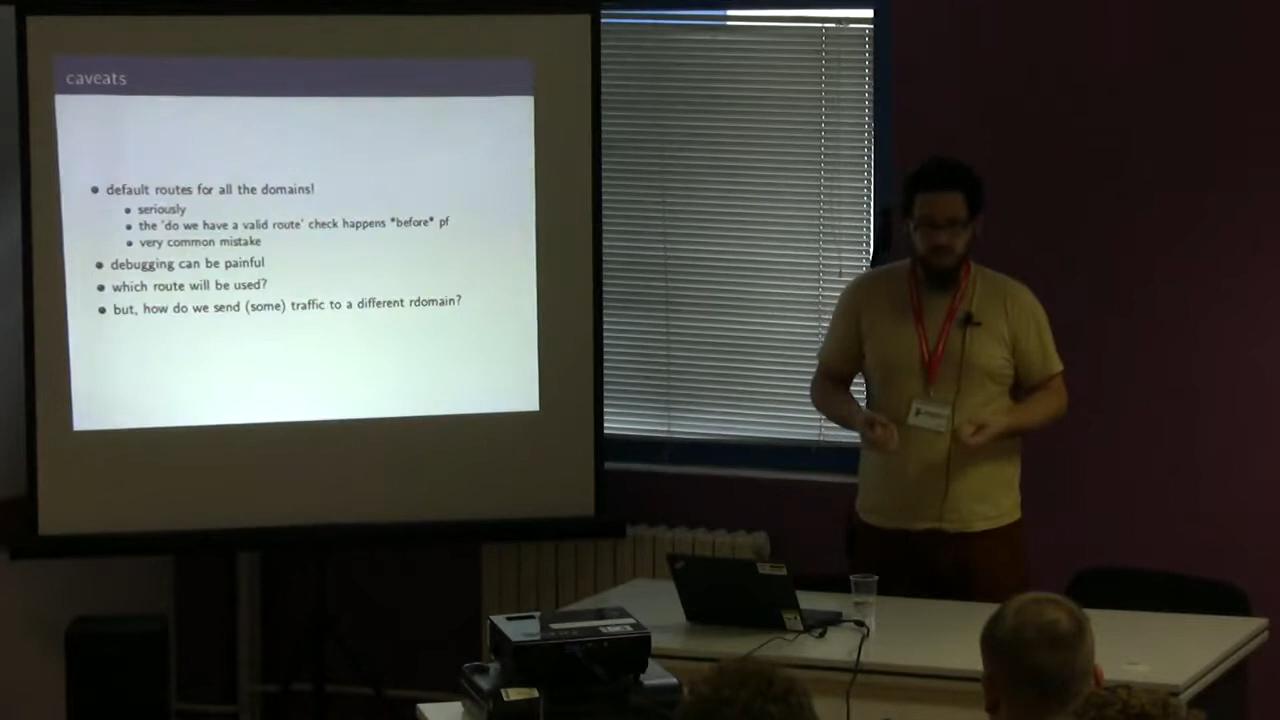 caveats
default routes for all the domains!
seriously
the 'do we have a valid route' check happens *before* pf
very common mistake
debugging can be painful
which route will be used?
but, how do we send (some) traffic to a different rdomain?